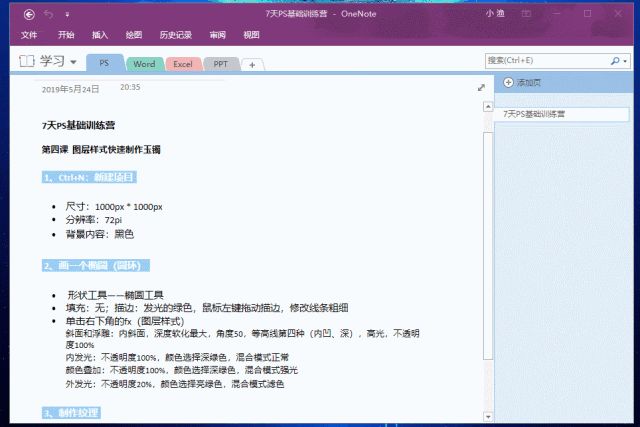 7天PS基础训练营 - OneNote
小 渔
文件 开始 插入 绘图 历史记录 审阅 视图
学习 PS Word Excel PPT +
搜索(Ctrl+E)
添加页
7天PS基础训练营
2019年5月24日 20:35
7天PS基础训练营
第四课 图层样式快速制作玉镯
1、Ctrl+N：新建项目
• 尺寸：1000px * 1000px
• 分辨率：72pi
• 背景内容：黑色
2、画一个椭圆（圆环）
• 形状工具——椭圆工具
• 填充：无；描边：发光的绿色，鼠标左键拖动描边，修改线条粗细
• 单击右下角的fx（图层样式）
斜面和浮雕：内斜面，深度软化最大，角度50，等高线第四种（内凹、深），高光，不透明
度100%
内发光：不透明度100%，颜色选择深绿色，混合模式正常
颜色叠加：不透明度100%，颜色选择深绿色，混合模式强光
外发光：不透明度20%，颜色选择亮绿色，混合模式滤色
3、制作纹理